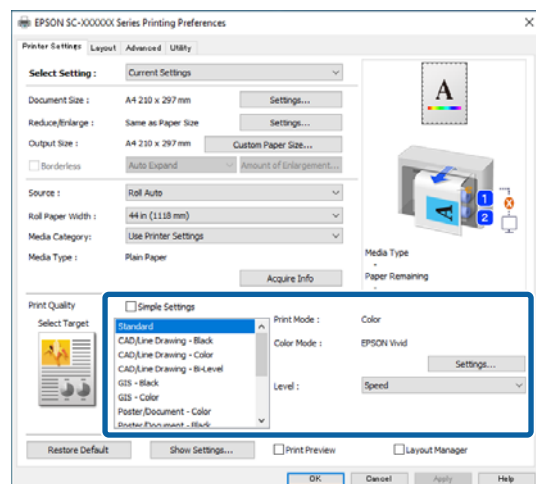 EPSON SC-XXXXXX Series Printing Preferences
Printer Settings Layout Advanced Utility
Select Setting : Current Settings
Document Size : A4 210 x 297 mm Settings...
Reduce/Enlarge : Same as Paper Size Settings...
Output Size : A4 210 x 297 mm Custom Paper Size...
Borderless Auto Expand Amount of Enlargement...
Source : Roll Auto
Roll Paper Width : 44 in (1118 mm)
Media Category: Use Printer Settings
Media Type : Plain Paper
Acquire Info
A
A
1
2
Media Type
-
Paper Remaining
-
Print Quality
Select Target
Simple Settings
Standard
CAD/Line Drawing - Black
CAD/Line Drawing - Color
CAD/Line Drawing - Bi-Level
GIS - Black
GIS - Color
Poster/Document - Color
Poster/Document - Black
Print Mode : Color
Color Mode : EPSON Vivid
Settings...
Level : Speed
Restore Default Show Settings... Print Preview Layout Manager
OK Cancel Apply Help